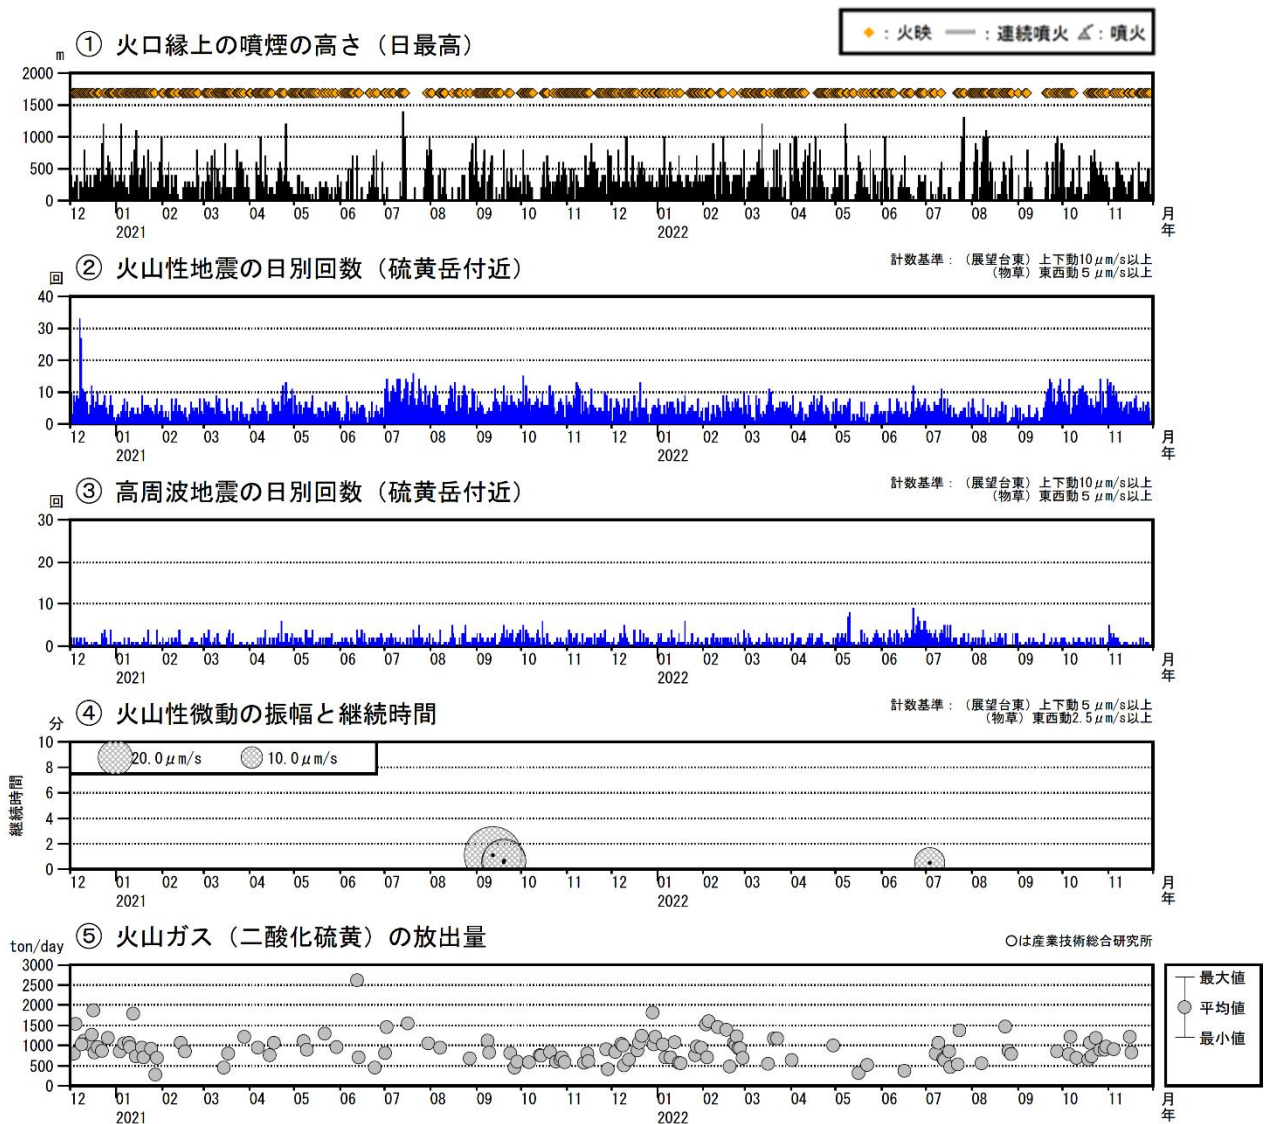 ◆：火映 ━━：連続噴火 ：噴火
① 火口縁上の噴煙の高さ（日最高）
m
2000
1500
1000
500
0
12 01 02 03 04 05 06 07 08 09 10 11 12 01 02 03 04 05 06 07 08 09 10 11 月
2021 2022 年
② 火山性地震の日別回数（硫黄岳付近）
計数基準：（展望台東）上下動10μm/s以上
（物草）東西動５μm/s以上
回
40
30
20
10
0
12 01 02 03 04 05 06 07 08 09 10 11 12 01 02 03 04 05 06 07 08 09 10 11 月
2021 2022 年
③ 高周波地震の日別回数（硫黄岳付近）
計数基準：（展望台東）上下動10μm/s以上
（物草）東西動５μm/s以上
回
30
20
10
0
12 01 02 03 04 05 06 07 08 09 10 11 12 01 02 03 04 05 06 07 08 09 10 11 月
2021 2022 年
④ 火山性微動の振幅と継続時間
計数基準：（展望台東）上下動５μm/s以上
（物草）東西動2.5μm/s以上
分
継続時間
20.0μm/s 10.0μm/s
10
8
6
4
2
0
12 01 02 03 04 05 06 07 08 09 10 11 12 01 02 03 04 05 06 07 08 09 10 11 月
2021 2022 年
⑤ 火山ガス（二酸化硫黄）の放出量
○は産業技術総合研究所
ton/day
3000
2500
2000
1500
1000
500
0
最大値
平均値
最小値
12 01 02 03 04 05 06 07 08 09 10 11 12 01 02 03 04 05 06 07 08 09 10 11 月
2021 2022 年